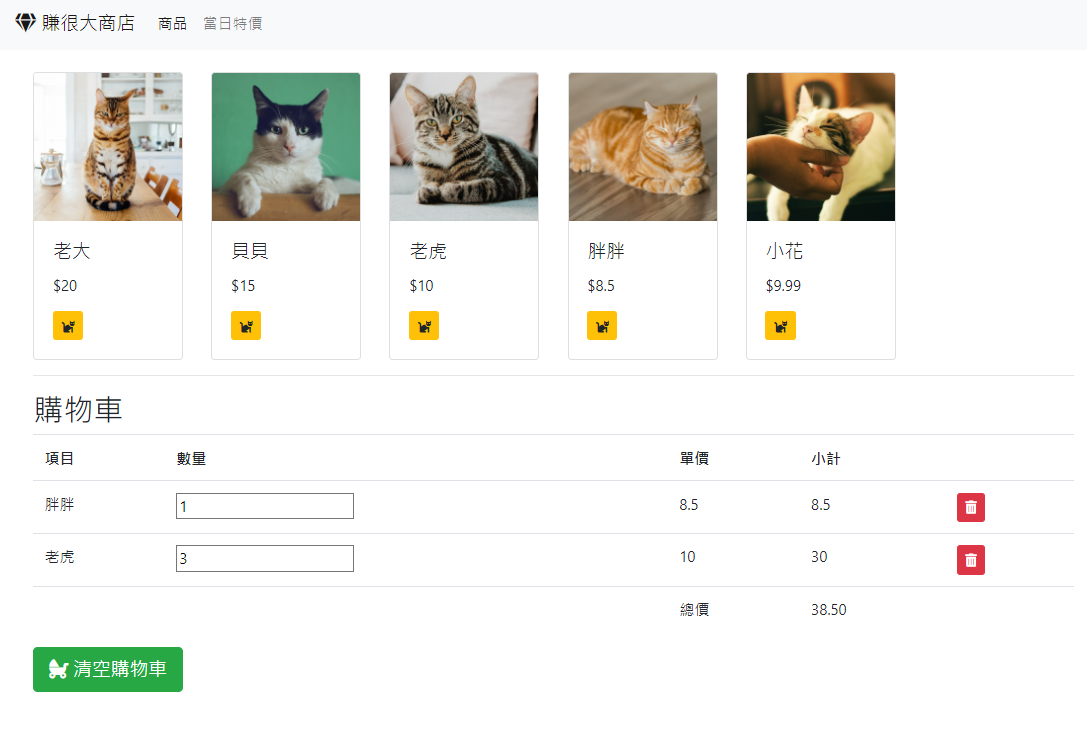 賺很大商店 商品 當日特價
老大 貝貝 老虎 胖胖 小花
$20 $15 $10 $8.5 $9.99
購物車
項目 數量 單價 小計
胖胖 1 8.5 8.5
老虎 3 10 30
總價 38.50
清空購物車